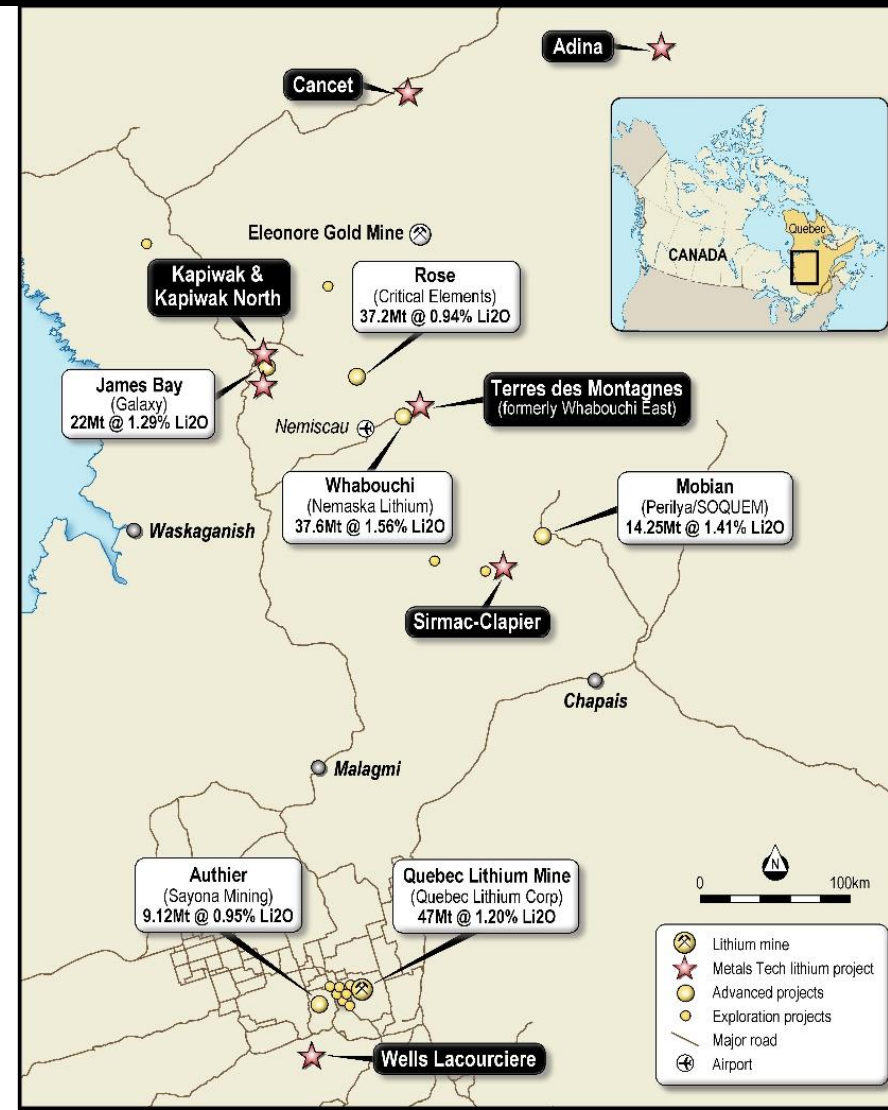 Adina
Cancet
Quebec
CANADA
Eleonore Gold Mine
Kapiwak &
Kapiwak North
Rose
(Critical Elements)
37.2Mt @ 0.94% Li2O
James Bay
(Galaxy)
22Mt @ 1.29% Li2O
Terres des Montagnes
(formerly Whabouchi East)
Nemiscau
Whabouchi
(Nemaska Lithium)
37.6Mt @ 1.56% Li2O
Mobian
(Perilya/SOQUEM)
14.25Mt @ 1.41% Li2O
Waskaganish
Sirmac-Clapier
Chapais
Malagmi
Authier
(Sayona Mining)
9.12Mt @ 0.95% Li2O
Quebec Lithium Mine
(Quebec Lithium Corp)
47Mt @ 1.20% Li2O
N
0 100km
Lithium mine
Metals Tech lithium project
Advanced projects
Exploration projects
Major road
Airport
Wells Lacourciere